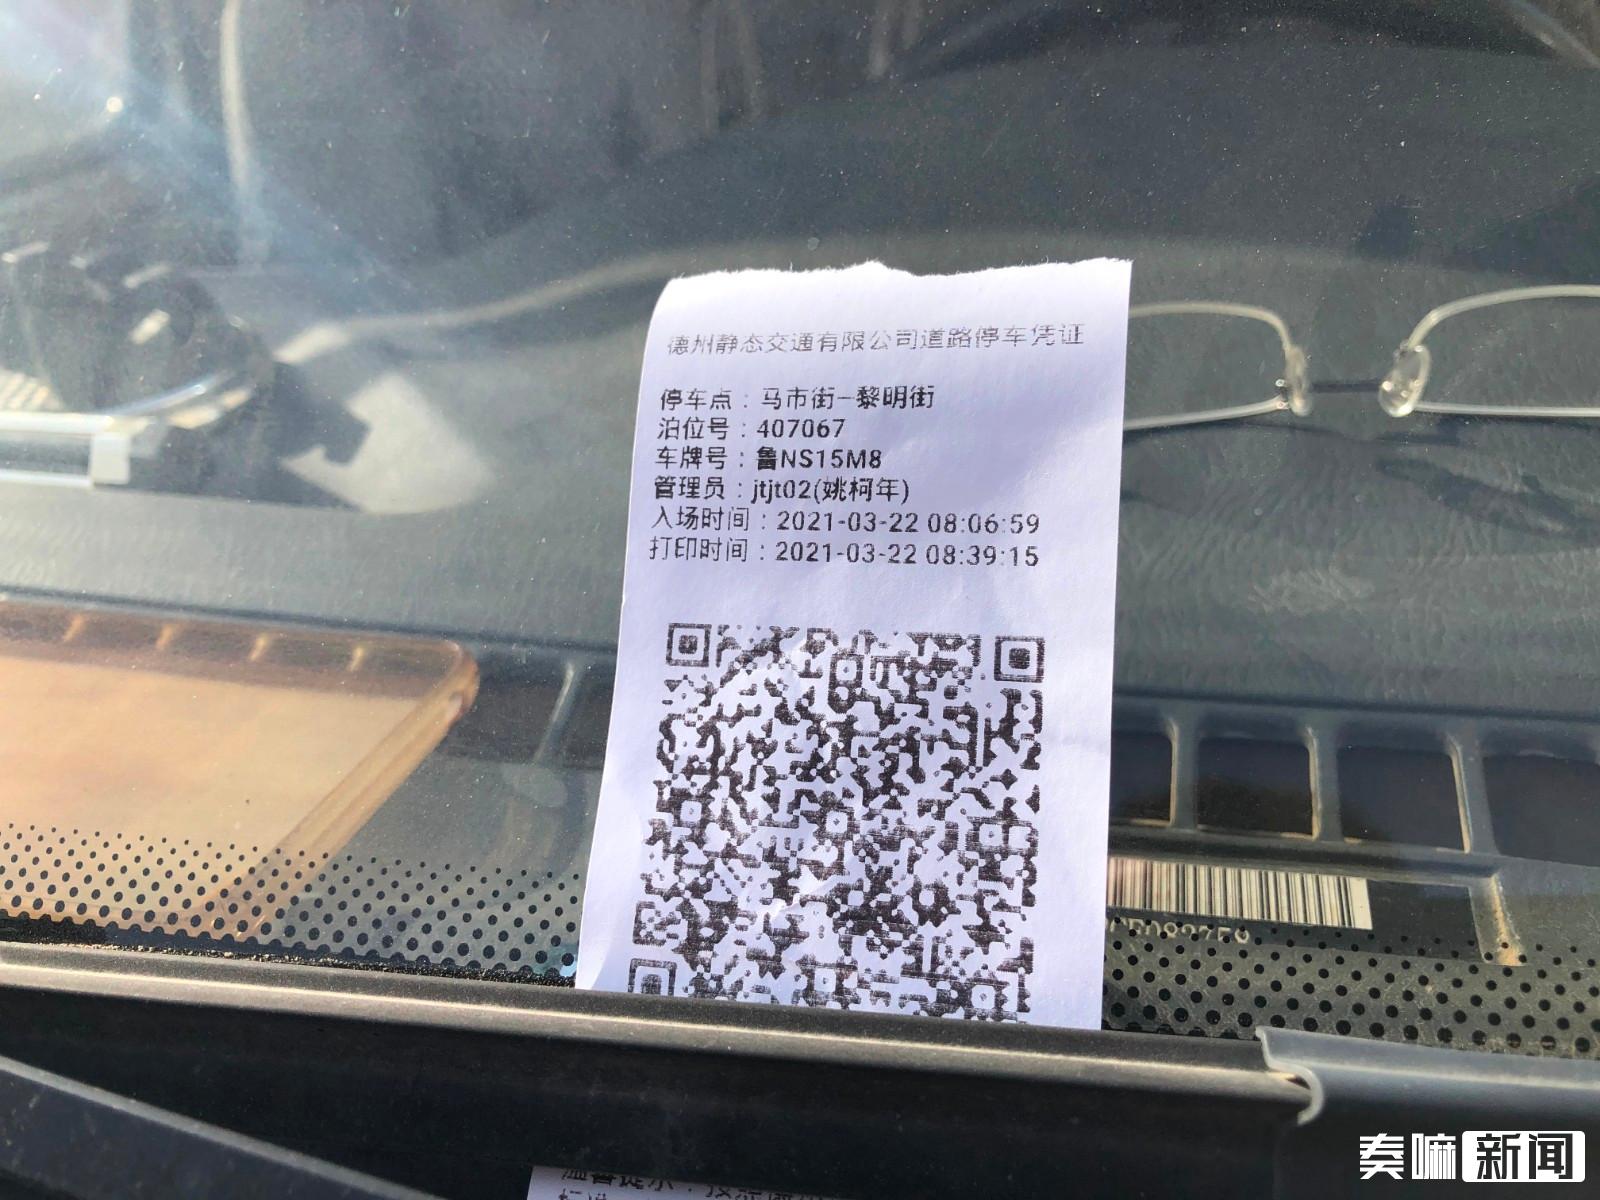 德州静态交通有限公司道路停车凭证
停车点：马市街-黎明街
泊位号：407067
车牌号：鲁NS15M8
管理员：jtjt02(姚柯年)
入场时间：2021-03-22 08:06:59
打印时间：2021-03-22 08:39:15
奏嘛新闻